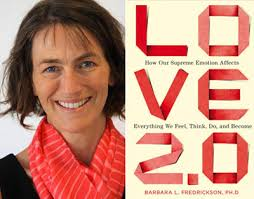 LO
How Our Supreme Emotion Affects
VE
Everything We Feel, Think, Do, and Become
2.0
BARBARA L. FREDRICKSON, PH.D